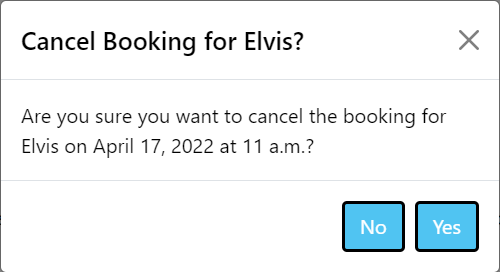 Cancel Booking for Elvis?
Are you sure you want to cancel the booking for
Elvis on April 17, 2022 at 11 a.m.?
No Yes